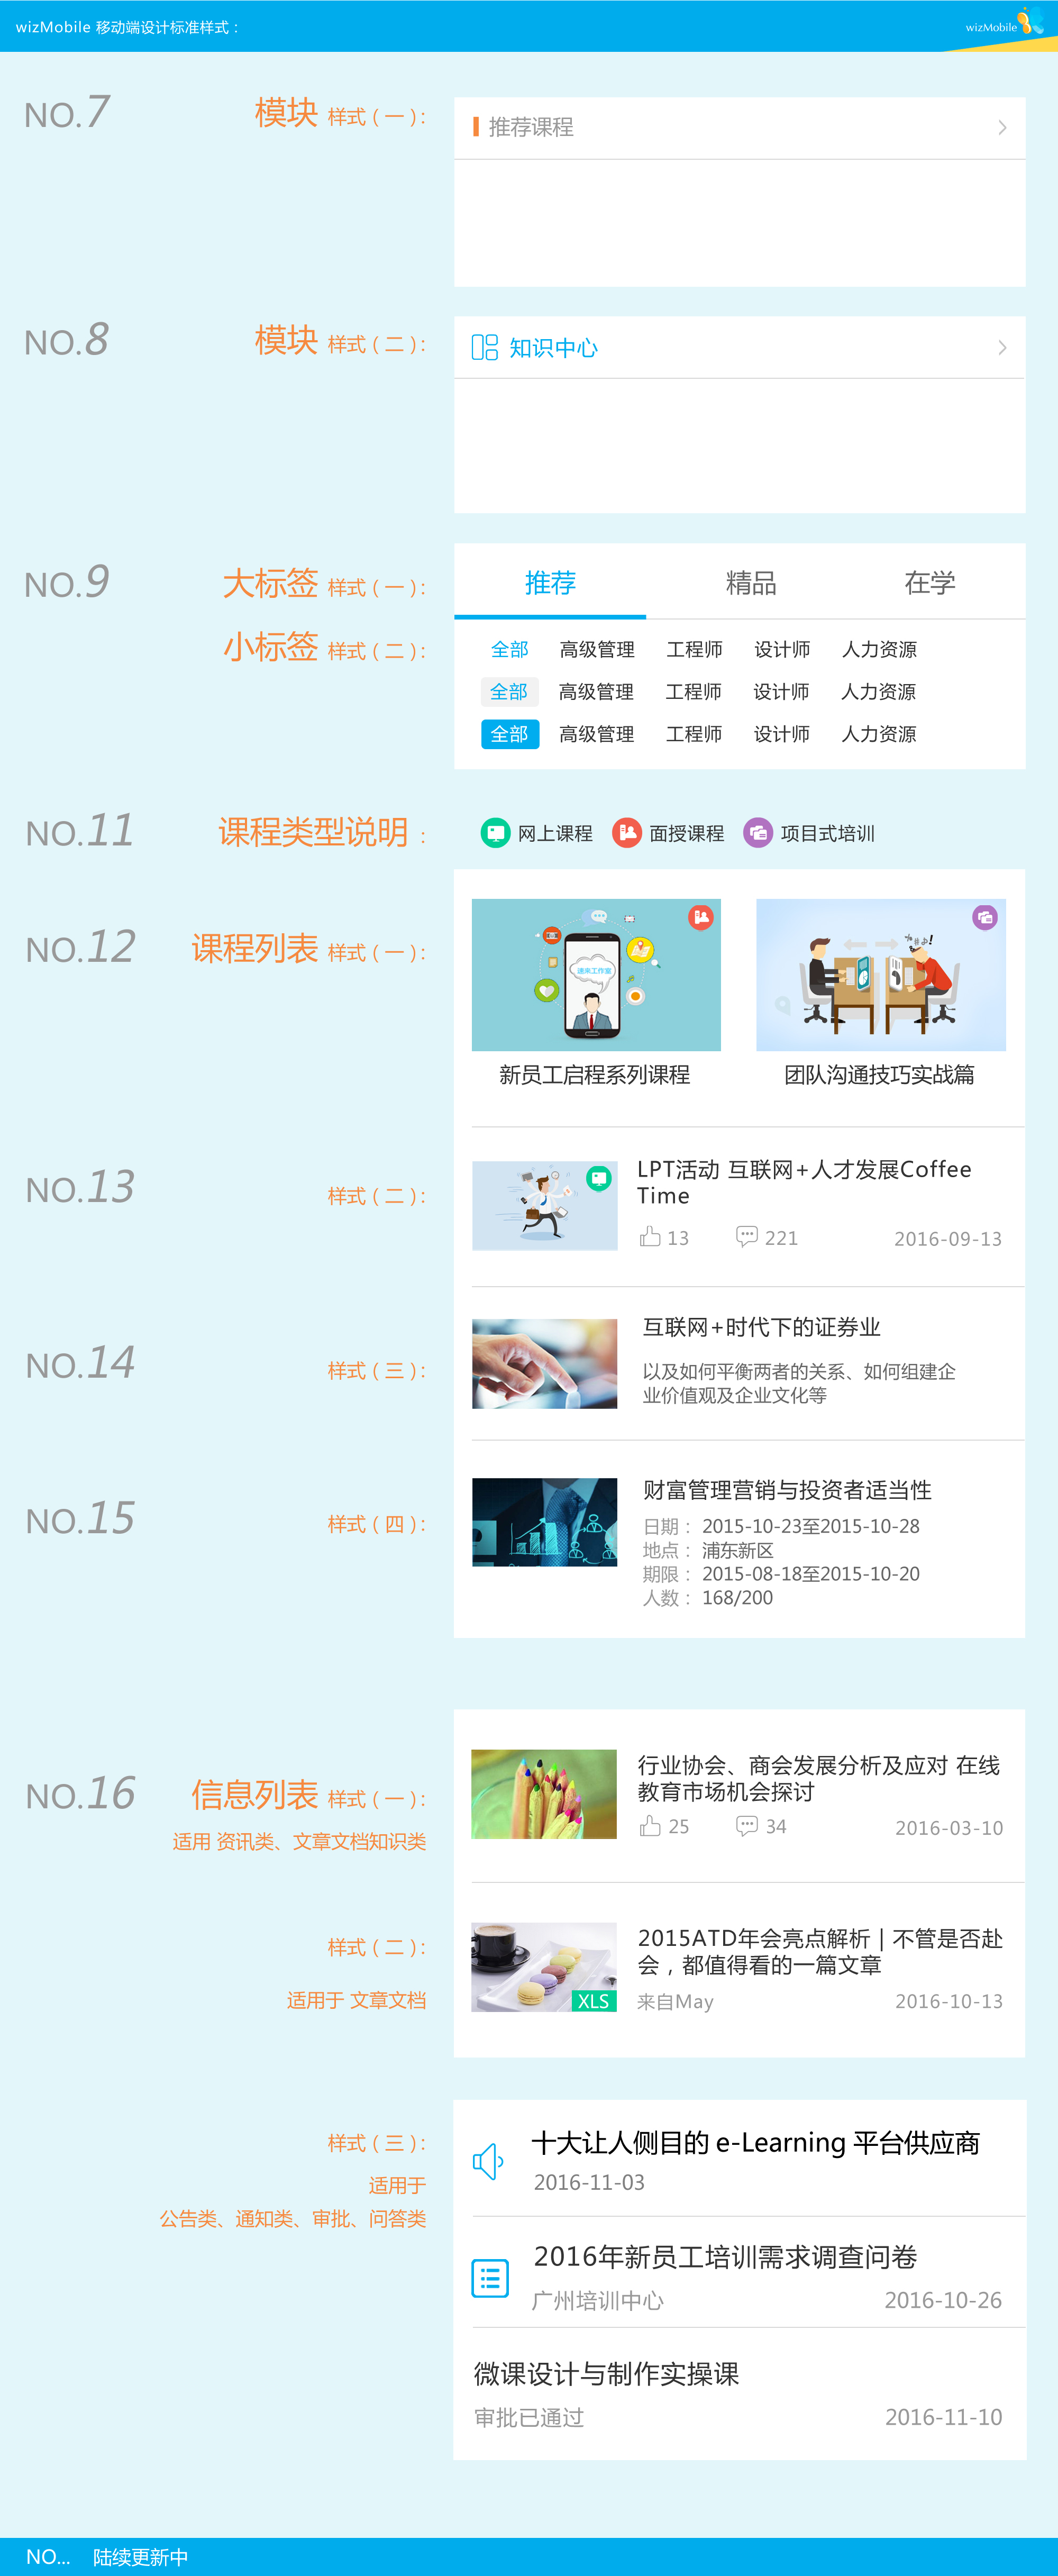 wizMobile 移动端设计标准样式：
wizMobile
NO.7
模块 样式（一）：
推荐课程
NO.8
模块 样式（二）：
知识中心
NO.9
大标签 样式（一）：
小标签 样式（二）：
推荐 精品 在学
全部 高级管理 工程师 设计师 人力资源
全部 高级管理 工程师 设计师 人力资源
全部 高级管理 工程师 设计师 人力资源
NO.11
课程类型说明：
网上课程 面授课程 项目式培训
NO.12
课程列表 样式（一）：
速来工作室
新员工启程系列课程
团队沟通技巧实战篇
NO.13
样式（二）：
LPT活动 互联网+人才发展Coffee
Time
13 221 2016-09-13
NO.14
样式（三）：
互联网+时代下的证券业
以及如何平衡两者的关系、如何组建企
业价值观及企业文化等
NO.15
样式（四）：
财富管理营销与投资者适当性
日期： 2015-10-23至2015-10-28
地点： 浦东新区
期限： 2015-08-18至2015-10-20
人数： 168/200
NO.16
信息列表 样式（一）：
适用 资讯类、文章文档知识类
行业协会、商会发展分析及应对 在线
教育市场机会探讨
25 34 2016-03-10
样式（二）：
适用于 文章文档
XLS
2015ATD年会亮点解析｜不管是否赴
会，都值得看的一篇文章
来自May 2016-10-13
样式（三）：
适用于
公告类、通知类、审批、问答类
十大让人侧目的 e-Learning 平台供应商
2016-11-03
2016年新员工培训需求调查问卷
广州培训中心 2016-10-26
微课设计与制作实操课
审批已通过 2016-11-10
NO... 陆续更新中